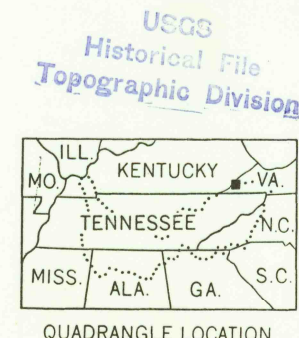 USGS
Historical File
Topographic Division
ILL.
MO.
KENTUCKY
VA.
TENNESSEE
N.C.
MISS.
ALA.
GA.
S.C.
QUADRANGLE LOCATION